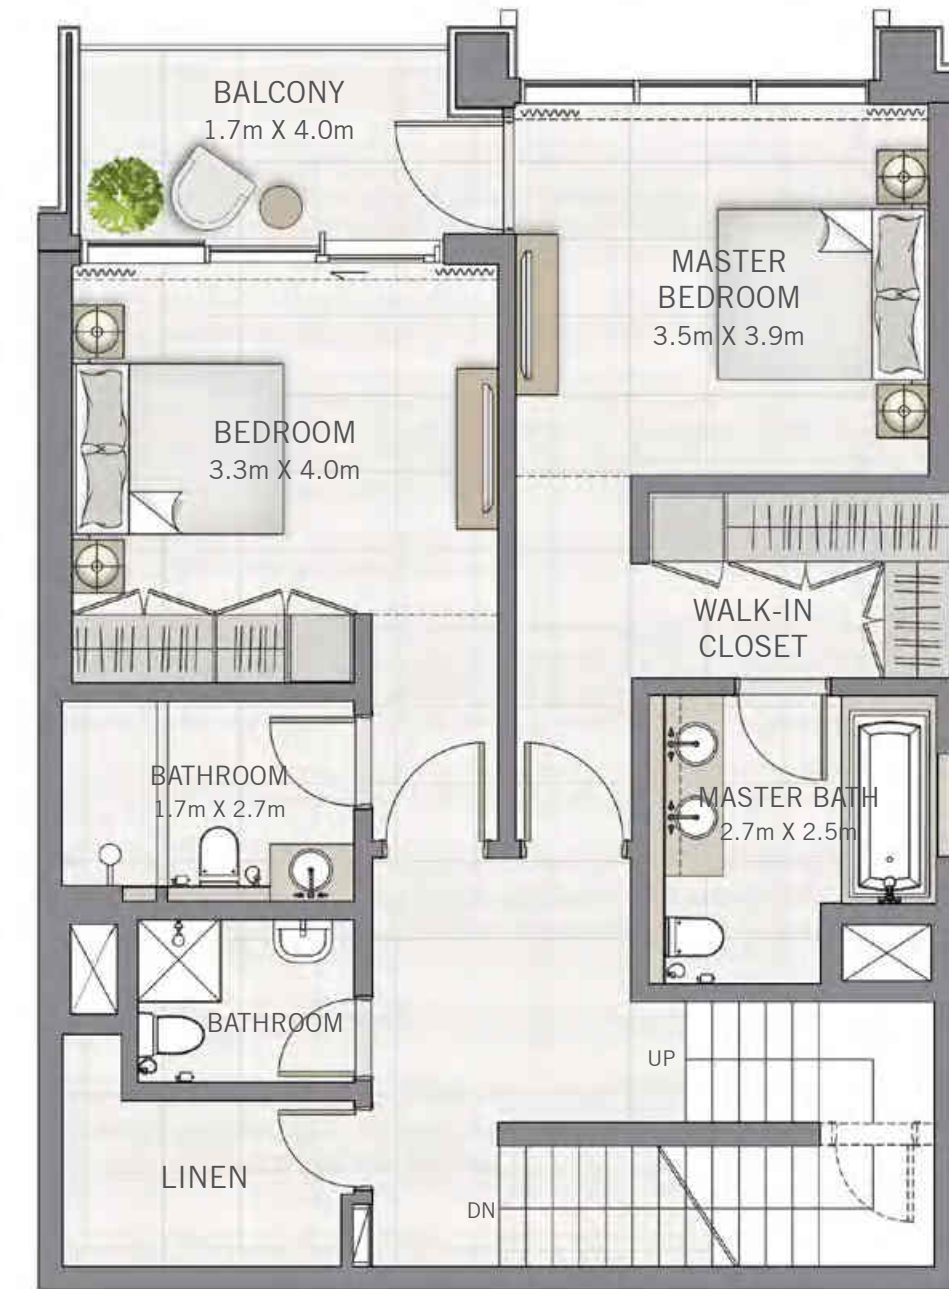 BALCONY
1.7m X 4.0m
MASTER
BEDROOM
3.5m X 3.9m
BEDROOM
3.3m X 4.0m
WALK-IN
CLOSET
BATHROOM
1.7m X 2.7m
MASTER BATH
2.7m X 2.5m
BATHROOM
UP
LINEN
DN